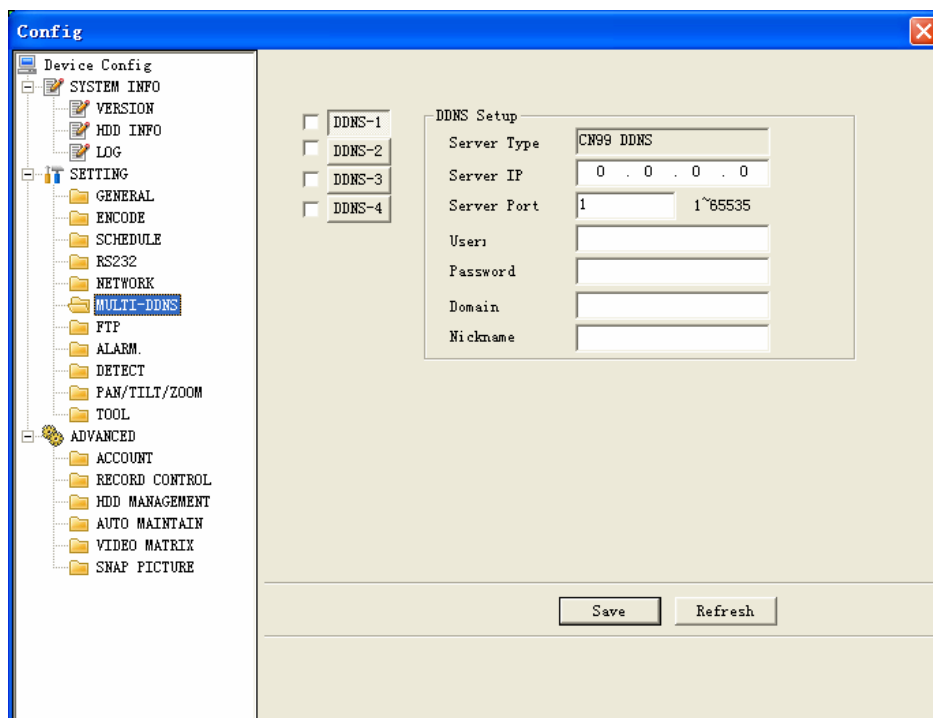 Config
Device Config
SYSTEM INFO
VERSION
HDD INFO
LOG
SETTING
GENERAL
ENCODE
SCHEDULE
RS232
NETWORK
MULTI-DDNS
FTP
ALARM.
DETECT
PAN/TILT/ZOOM
TOOL
ADVANCED
ACCOUNT
RECORD CONTROL
HDD MANAGEMENT
AUTO MAINTAIN
VIDEO MATRIX
SNAP PICTURE
DDNS-1
DDNS-2
DDNS-3
DDNS-4
DDNS Setup
Server Type CN99 DDNS
Server IP 0 . 0 . 0 . 0
Server Port 1 1~65535
User:
Password
Domain
Nickname
Save Refresh